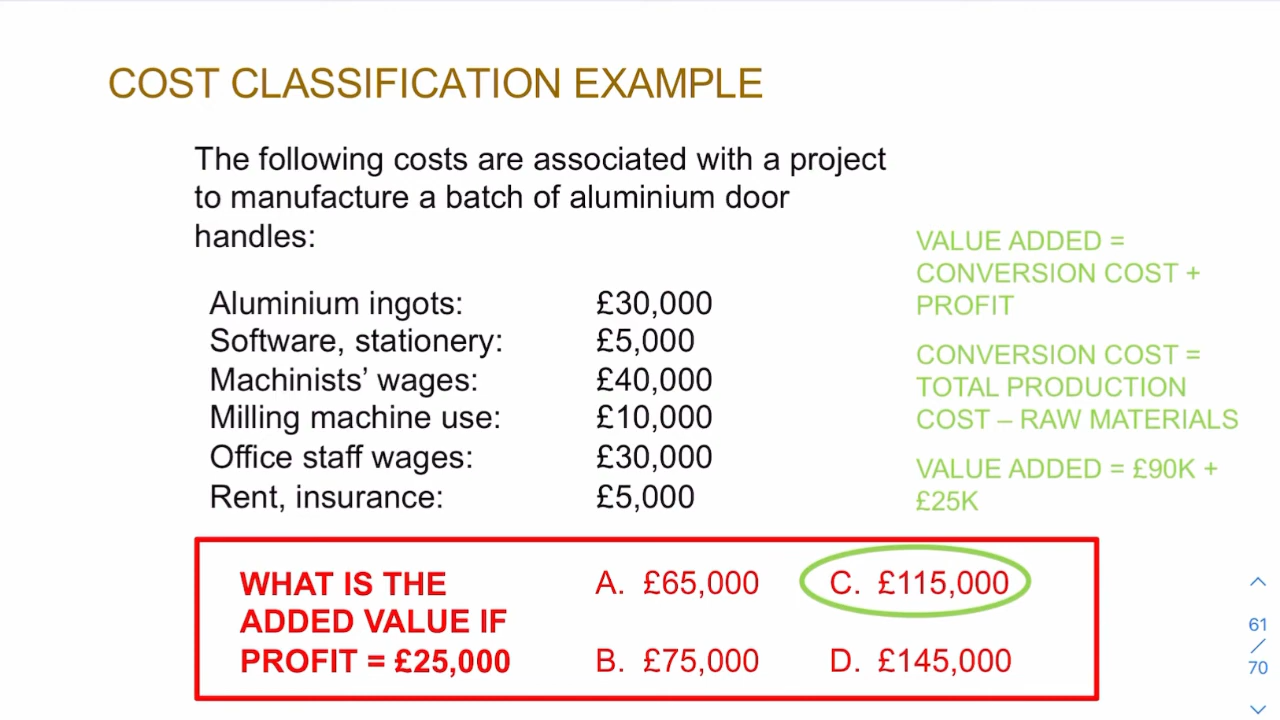 COST CLASSIFICATION EXAMPLE
The following costs are associated with a project
to manufacture a batch of aluminium door
handles:
Aluminium ingots: £30,000
Software, stationery: £5,000
Machinists’ wages: £40,000
Milling machine use: £10,000
Office staff wages: £30,000
Rent, insurance: £5,000
VALUE ADDED =
CONVERSION COST +
PROFIT
CONVERSION COST =
TOTAL PRODUCTION
COST – RAW MATERIALS
VALUE ADDED = £90K +
£25K
WHAT IS THE
ADDED VALUE IF
PROFIT = £25,000
A. £65,000
C. £115,000
B. £75,000
D. £145,000
61
/
70